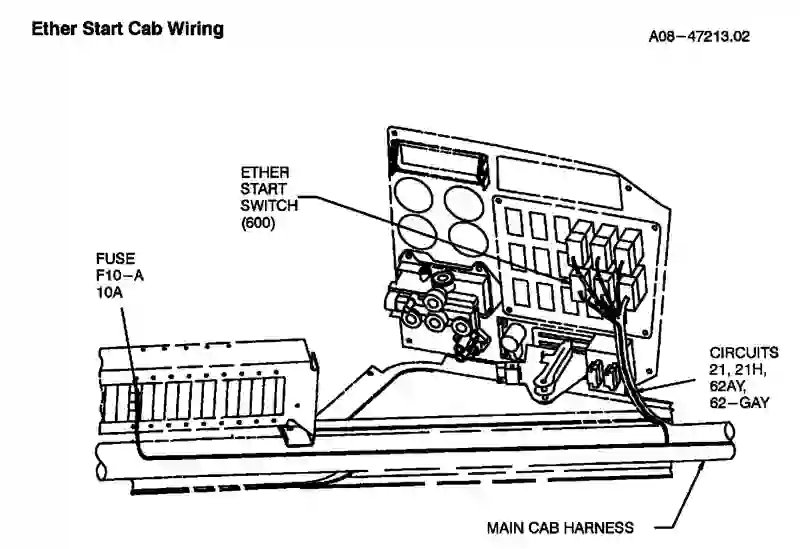 Ether Start Cab Wiring
A08-47213.02
ETHER
START
SWITCH
(600)
FUSE
F10-A
10A
CIRCUITS
21, 21H,
62AY,
62-GAY
MAIN CAB HARNESS